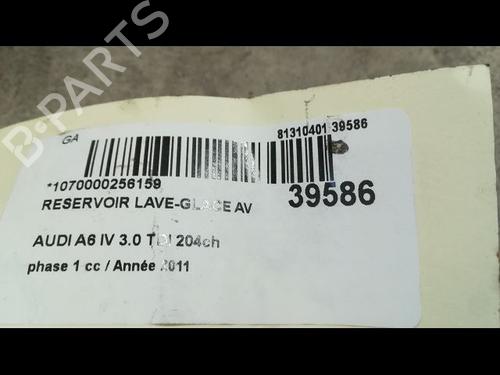 B-PARTS
GA
81310401 39586
*1070000256159
39586
RESERVOIR LAVE-GLACE AV
AUDI A6 IV 3.0 TDI 204ch
phase 1 cc / Année 2011